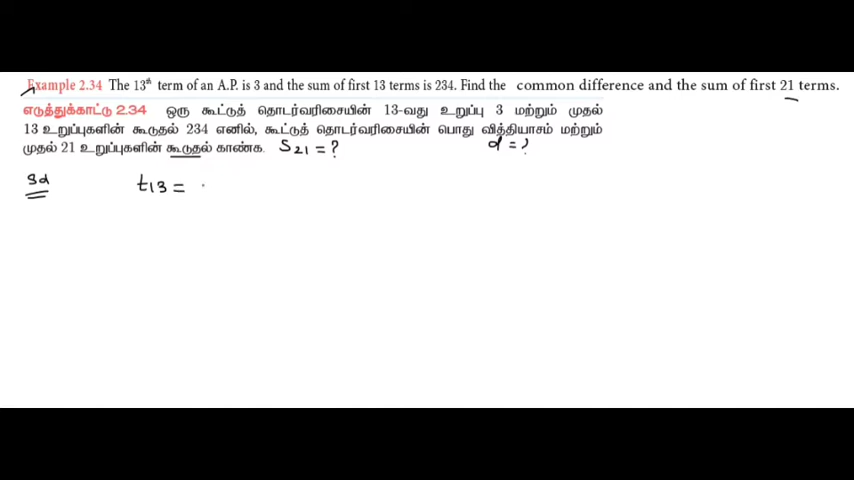 Example 2.34 The 13th term of an A.P. is 3 and the sum of first 13 terms is 234. Find the common difference and the sum of first 21 terms.
எடுத்துக்காட்டு 2.34 ஒரு கூட்டுத் தொடர்வரிசையின் 13-வது உறுப்பு 3 மற்றும் முதல்
13 உறுப்புகளின் கூடுதல் 234 எனில், கூட்டுத் தொடர்வரிசையின் பொது வித்தியாசம் மற்றும்
முதல் 21 உறுப்புகளின் கூடுதல் காண்க. S21 = ? d = ?
t13 =